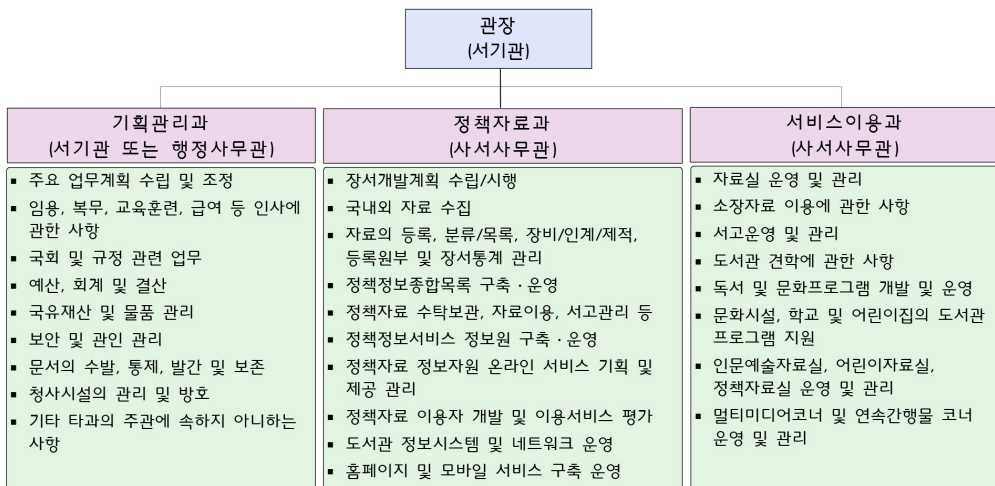 관장
(서기관)
기획관리과
(서기관 또는 행정사무관)
▪ 주요 업무계획 수립 및 조정
▪ 임용, 복무, 교육훈련, 급여 등 인사에
관한 사항
▪ 국회 및 규정 관련 업무
▪ 예산, 회계 및 결산
▪ 국유재산 및 물품 관리
▪ 보안 및 관인 관리
▪ 문서의 수발, 통제, 발간 및 보존
▪ 청사시설의 관리 및 방호
▪ 기타 타과의 주관에 속하지 아니하는
사항
정책자료과
(사서사무관)
▪ 장서개발계획 수립/시행
▪ 국내외 자료 수집
▪ 자료의 등록, 분류/목록, 장비/인계/제적,
등록원부 및 장서통계 관리
▪ 정책정보종합목록 구축·운영
▪ 정책자료 수탁보관, 자료이용, 서고관리 등
▪ 정책정보서비스 정보원 구축·운영
▪ 정책자료 정보자원 온라인 서비스 기획 및
제공 관리
▪ 정책자료 이용자 개발 및 이용서비스 평가
▪ 도서관 정보시스템 및 네트워크 운영
▪ 홈페이지 및 모바일 서비스 구축 운영
서비스이용과
(사서사무관)
▪ 자료실 운영 및 관리
▪ 소장자료 이용에 관한 사항
▪ 서고운영 및 관리
▪ 도서관 견학에 관한 사항
▪ 독서 및 문화프로그램 개발 및 운영
▪ 문화시설, 학교 및 어린이집의 도서관
프로그램 지원
▪ 인문예술자료실, 어린이자료실,
정책자료실 운영 및 관리
▪ 멀티미디어코너 및 연속간행물 코너
운영 및 관리